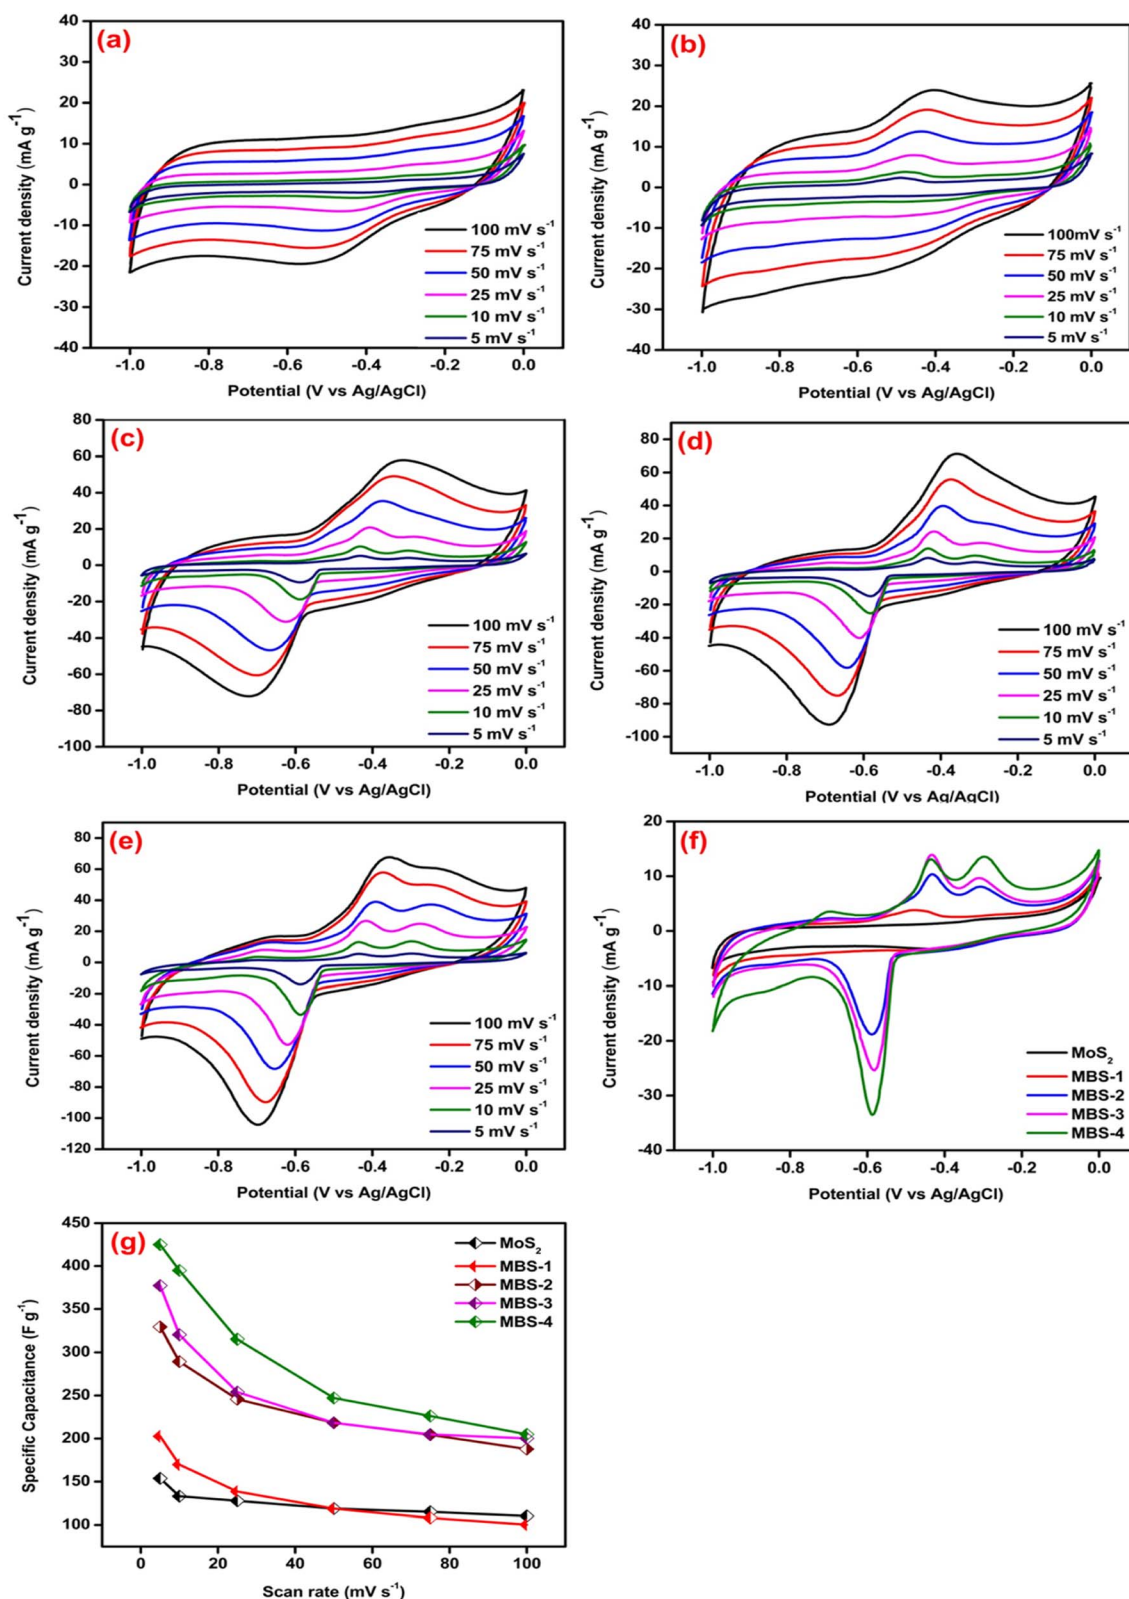 (a)
Current density (mA g⁻¹)
40
30
20
10
0
-10
-20
-30
-40
100 mV s⁻¹
75 mV s⁻¹
50 mV s⁻¹
25 mV s⁻¹
10 mV s⁻¹
5 mV s⁻¹
-1.0 -0.8 -0.6 -0.4 -0.2 0.0
Potential (V vs Ag/AgCl)
(b)
Current density (mA g⁻¹)
40
30
20
10
0
-10
-20
-30
-40
100mV s⁻¹
75 mV s⁻¹
50 mV s⁻¹
25 mV s⁻¹
10 mV s⁻¹
5 mV s⁻¹
-1.0 -0.8 -0.6 -0.4 -0.2 0.0
Potential (V vs Ag/AgCl)
(c)
Current density (mA g⁻¹)
80
60
40
20
0
-20
-40
-60
-80
-100
100 mV s⁻¹
75 mV s⁻¹
50 mV s⁻¹
25 mV s⁻¹
10 mV s⁻¹
5 mV s⁻¹
-1.0 -0.8 -0.6 -0.4 -0.2 0.0
Potential (V vs Ag/AgCl)
(d)
Current density (mA g⁻¹)
80
60
40
20
0
-20
-40
-60
-80
-100
100 mV s⁻¹
75 mV s⁻¹
50 mV s⁻¹
25 mV s⁻¹
10 mV s⁻¹
5 mV s⁻¹
-1.0 -0.8 -0.6 -0.4 -0.2 0.0
Potential (V vs Ag/AgCl)
(e)
Current density (mA g⁻¹)
80
60
40
20
0
-20
-40
-60
-80
-100
-120
100 mV s⁻¹
75 mV s⁻¹
50 mV s⁻¹
25 mV s⁻¹
10 mV s⁻¹
5 mV s⁻¹
-1.0 -0.8 -0.6 -0.4 -0.2 0.0
Potential (V vs Ag/AgCl)
(f)
Current density (mA g⁻¹)
20
10
0
-10
-20
-30
-40
MoS₂
MBS-1
MBS-2
MBS-3
MBS-4
-1.0 -0.8 -0.6 -0.4 -0.2 0.0
Potential (V vs Ag/AgCl)
(g)
Specific Capacitance (F g⁻¹)
450
400
350
300
250
200
150
100
MoS₂
MBS-1
MBS-2
MBS-3
MBS-4
0 20 40 60 80 100
Scan rate (mV s⁻¹)